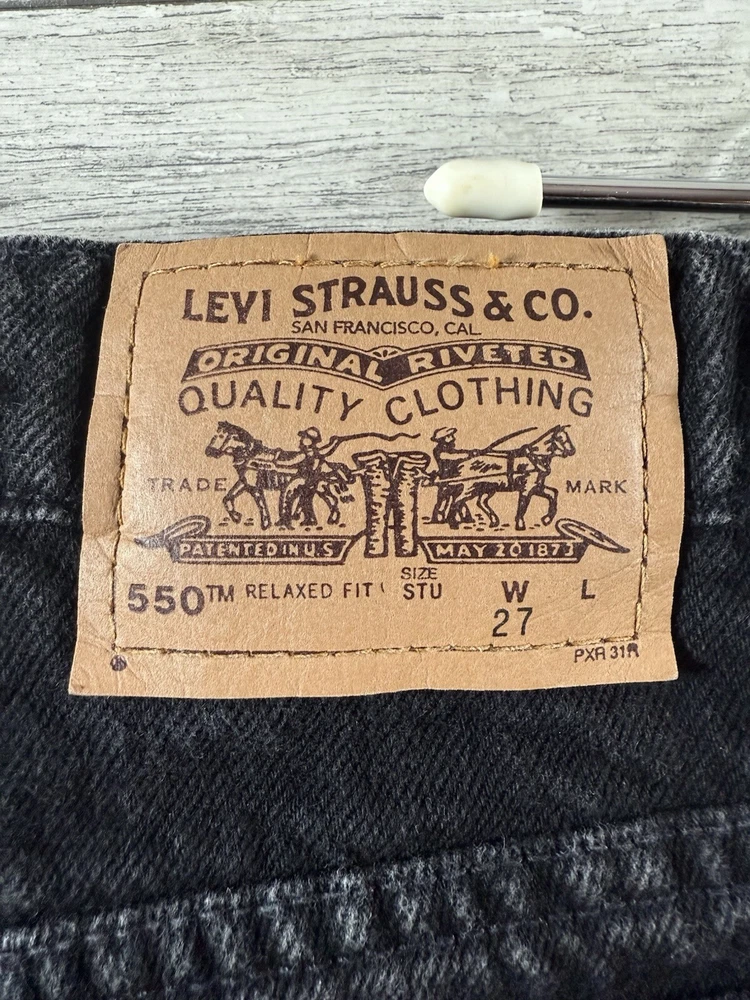 LEVI STRAUSS & CO.
SAN FRANCISCO, CAL.
ORIGINAL RIVETED
QUALITY CLOTHING
TRADE MARK
PATENTED IN U.S. MAY 20 1873
SIZE
550™ RELAXED FIT STU W L
27
PXR 31R